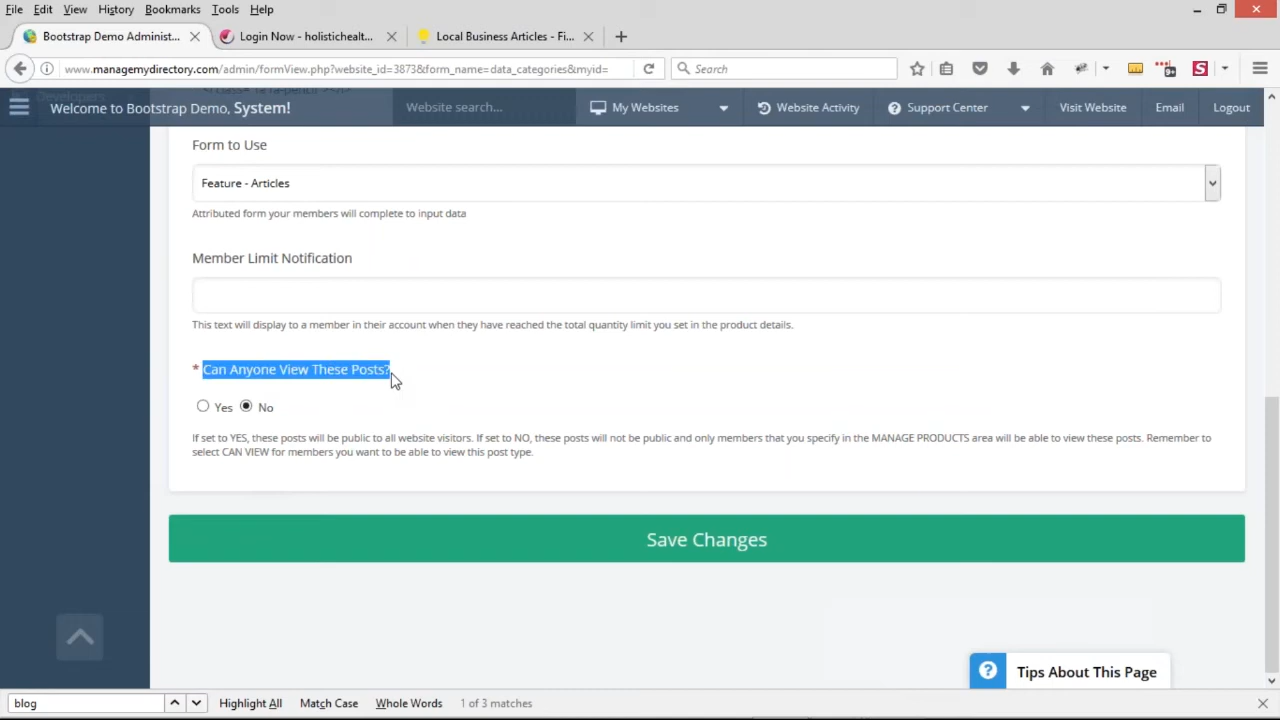 File Edit View History Bookmarks Tools Help
Bootstrap Demo Administ... Login Now - holistichealt... Local Business Articles - Fi...
www.managemydirectory.com/admin/formView.php?website_id=3873&form_name=data_categories&myid= Search
Welcome to Bootstrap Demo, System! Website search... My Websites Website Activity Support Center Visit Website Email Logout
Form to Use
Feature - Articles
Attributed form your members will complete to input data
Member Limit Notification
This text will display to a member in their account when they have reached the total quantity limit you set in the product details.
* Can Anyone View These Posts?
Yes No
If set to YES, these posts will be public to all website visitors. If set to NO, these posts will not be public and only members that you specify in the MANAGE PRODUCTS area will be able to view these posts. Remember to
select CAN VIEW for members you want to be able to view this post type.
Save Changes
Tips About This Page
blog Highlight All Match Case Whole Words 1 of 3 matches